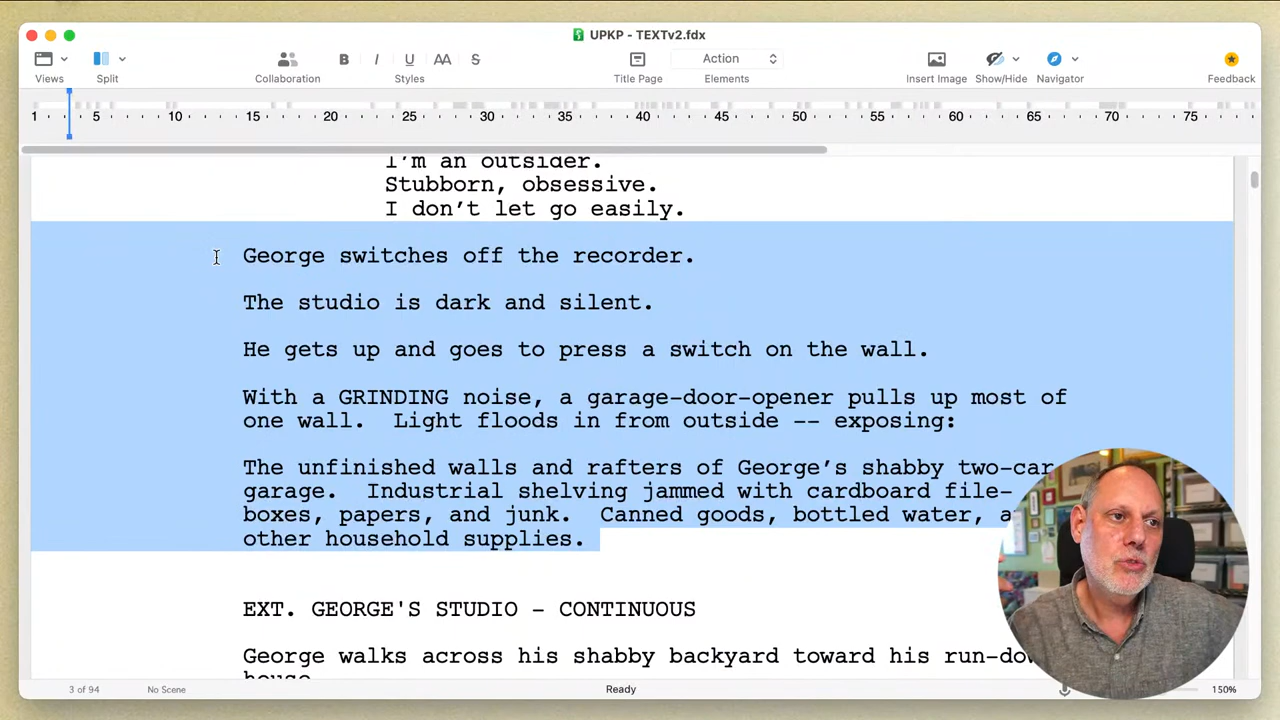 UPKP - TEXTv2.fdx
B I U AA S Action
Views Split Collaboration Styles Title Page Elements Insert Image Show/Hide Navigator Feedback
1 5 10 15 20 25 30 35 40 45 50 55 60 65 70 75
I'm an outsider.
Stubborn, obsessive.
I don't let go easily.
George switches off the recorder.
The studio is dark and silent.
He gets up and goes to press a switch on the wall.
With a GRINDING noise, a garage-door-opener pulls up most of
one wall. Light floods in from outside -- exposing:
The unfinished walls and rafters of George's shabby two-car
garage. Industrial shelving jammed with cardboard file-
boxes, papers, and junk. Canned goods, bottled water, a
other household supplies.
EXT. GEORGE'S STUDIO - CONTINUOUS
George walks across his shabby backyard toward his run-dow
house
3 of 94 No Scene Ready 150%